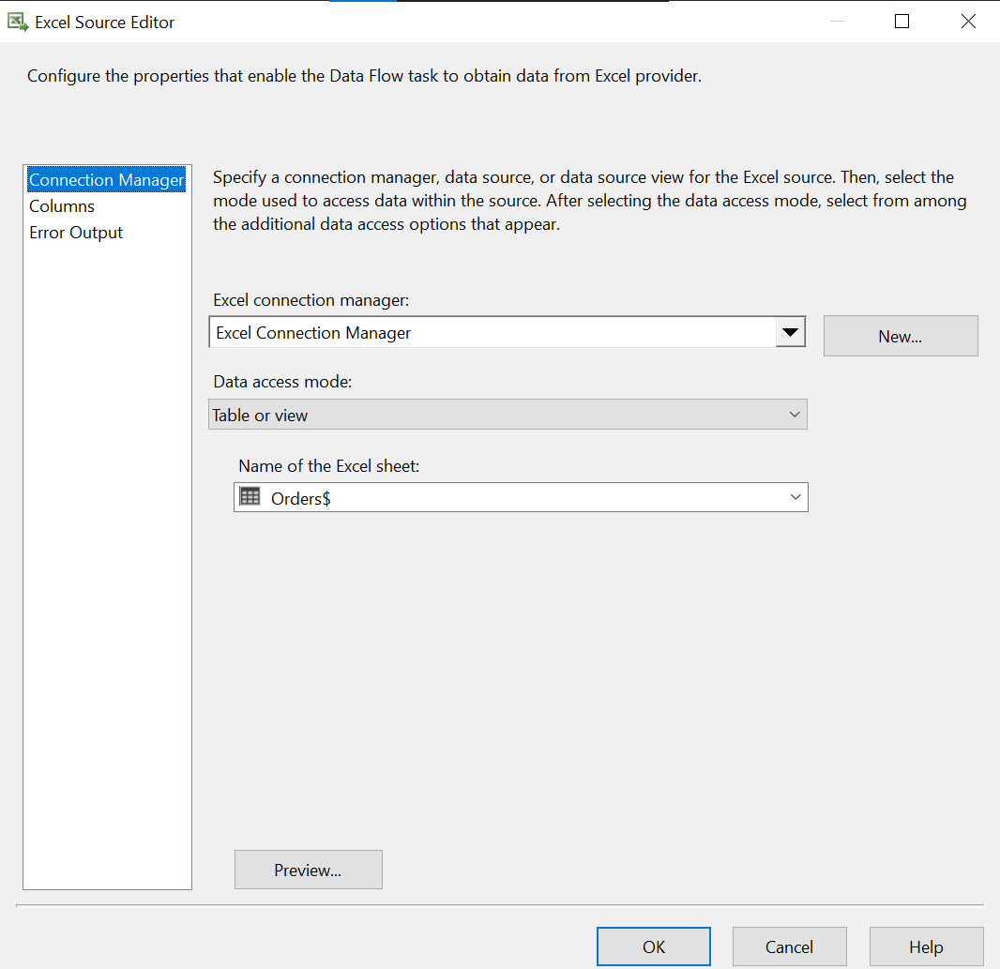 Excel Source Editor
Configure the properties that enable the Data Flow task to obtain data from Excel provider.
Connection Manager
Columns
Error Output
Specify a connection manager, data source, or data source view for the Excel source. Then, select the
mode used to access data within the source. After selecting the data access mode, select from among
the additional data access options that appear.
Excel connection manager:
Excel Connection Manager
New...
Data access mode:
Table or view
Name of the Excel sheet:
Orders$
Preview...
OK
Cancel
Help